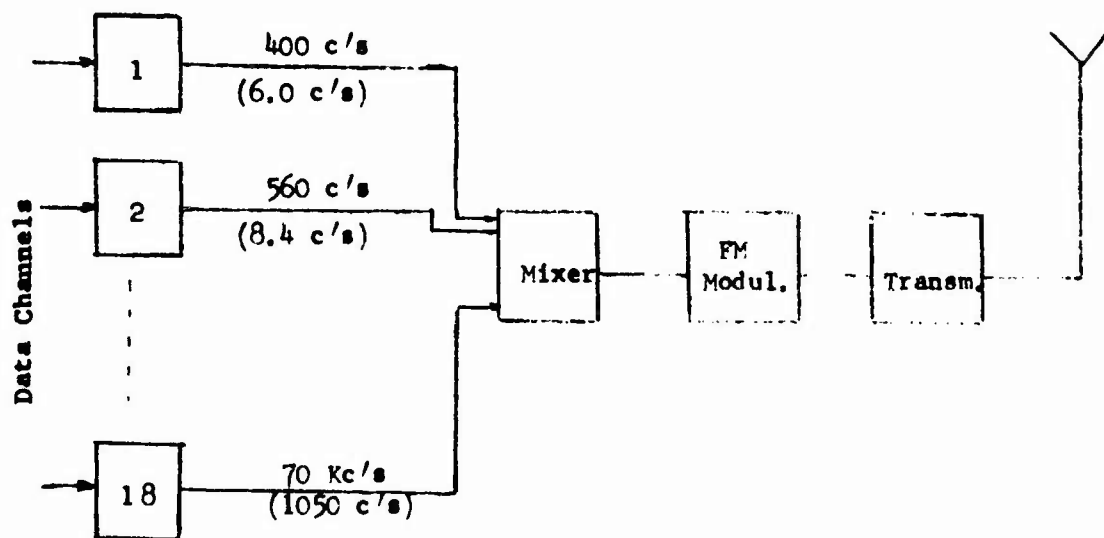 1
400 c's
(6.0 c's)
2
560 c's
(8.4 c's)
18
70 Kc's
(1050 c's)
Data Channels
Mixer
FM
Modul.
Transm.